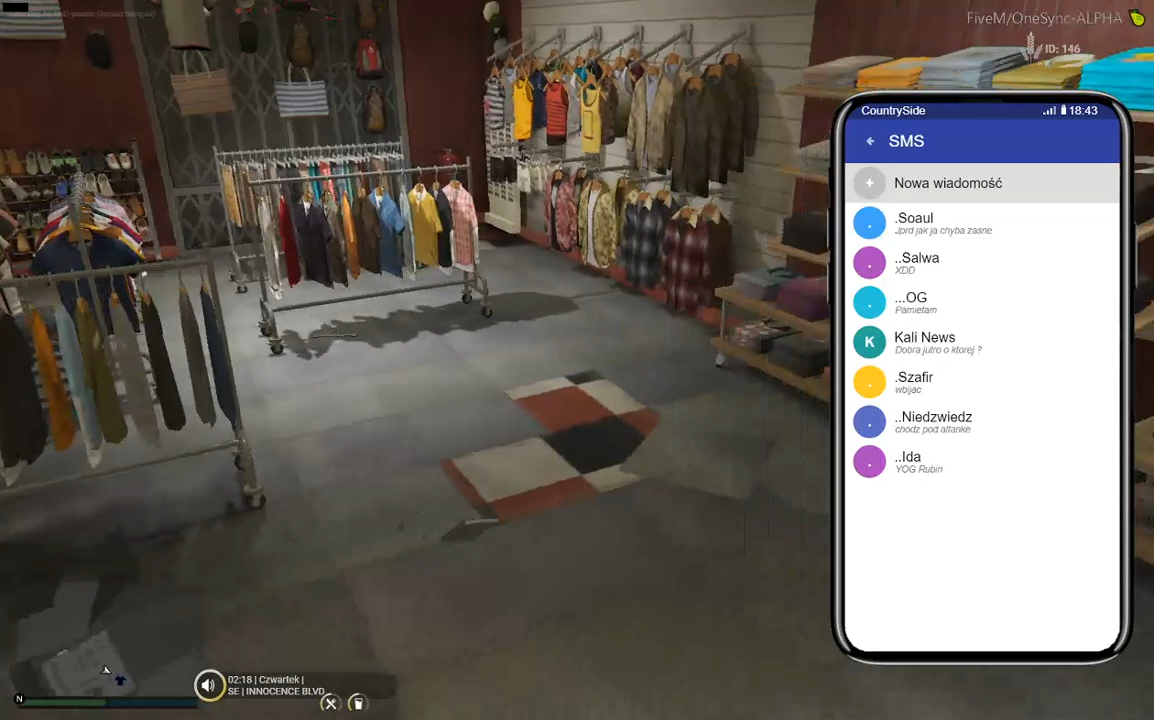 FiveM/OneSync-ALPHA
ID: 146
CountrySide
18:43
SMS
Nowa wiadomość
.Soaul
Jprd jak ja chyba zasne
..Salwa
XDD
...OG
Pamietam
K
Kali News
Dobra jutro o ktorej ?
.Szafir
wbijac
..Niedzwiedz
chodz pod altanke
..Ida
YOG Rubin
02:18 | Czwartek |
SE | INNOCENCE BLVD
N